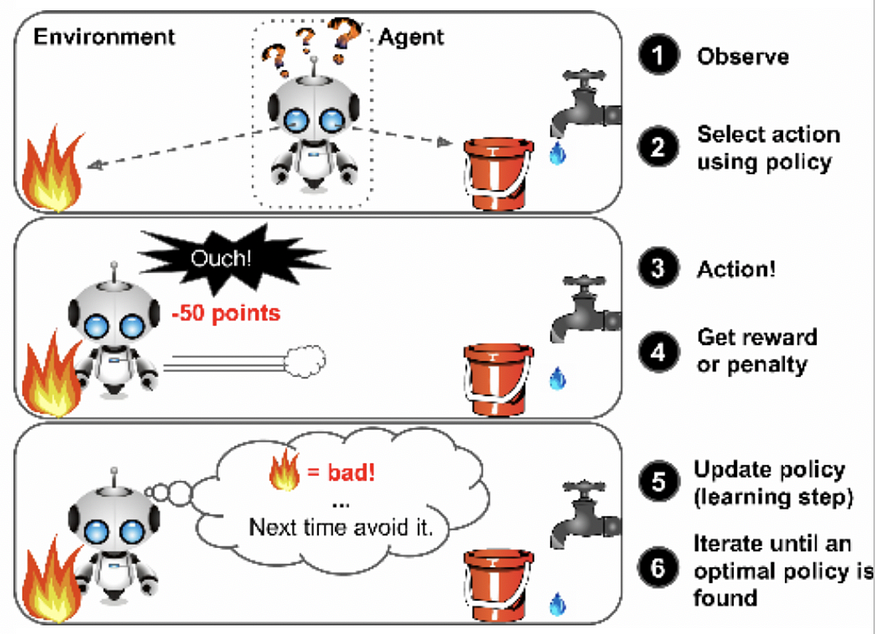 Environment
? ? ?
Agent
1 Observe
2 Select action
using policy
Ouch!
-50 points
3 Action!
4 Get reward
or penalty
= bad!
...
Next time avoid it.
5 Update policy
(learning step)
6 Iterate until an
optimal policy is
found